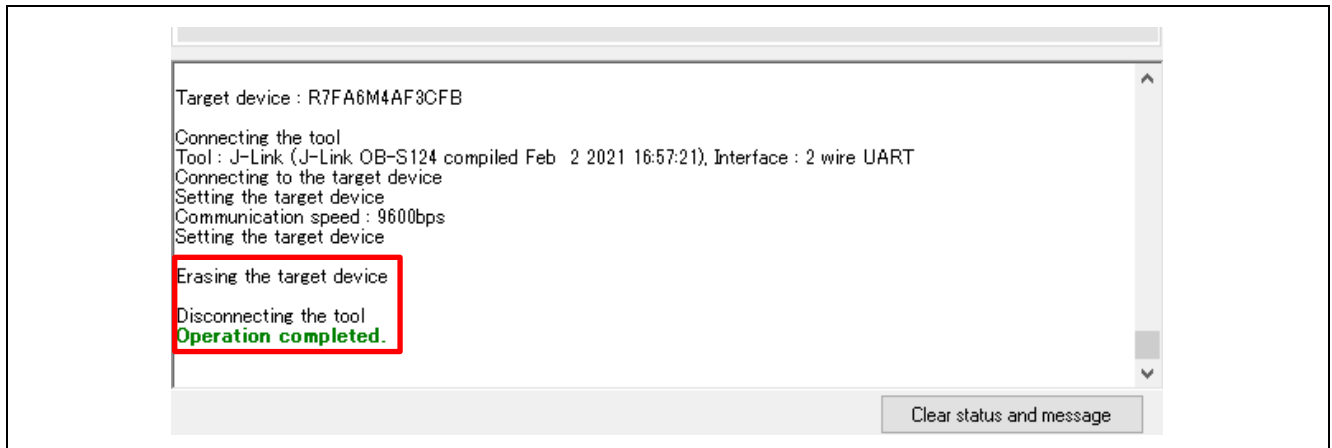 Target device : R7FA6M4AF3CFB
Connecting the tool
Tool : J-Link (J-Link OB-S124 compiled Feb  2 2021 16:57:21), Interface : 2 wire UART
Connecting to the target device
Setting the target device
Communication speed : 9600bps
Setting the target device
Erasing the target device
Disconnecting the tool
Operation completed.
Clear status and message